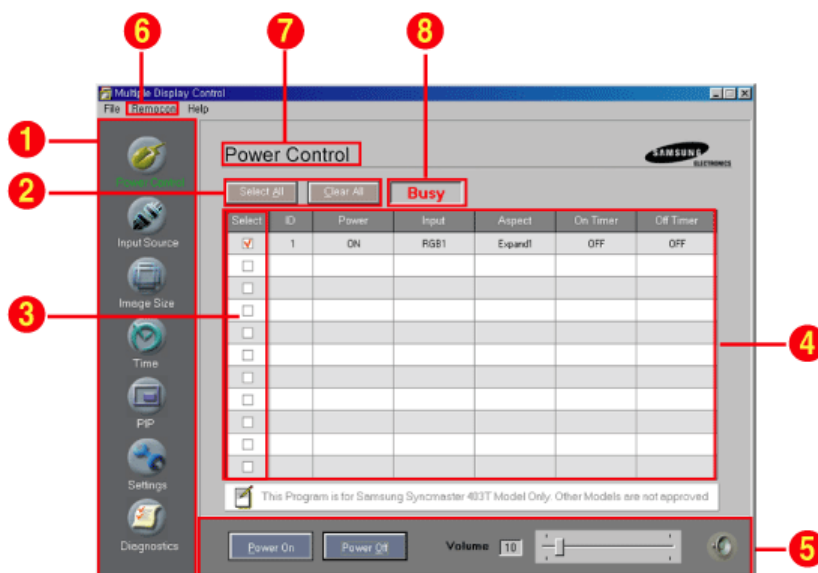 6 7 8
Multiple Display Control
File Remocon Help
1
Power Control
SAMSUNG
ELECTRONICS
Power Control
2
Select All Clear All Busy
Select ID Power Input Aspect On Timer Off Timer
1 ON RGB1 Expand1 OFF OFF
Input Source
Image Size
3
4
Time
PIP
Settings
This Program is for Samsung Syncmaster 403T Model Only. Other Models are not approved
Diagnostics
Power On Power Off Volume 10
5